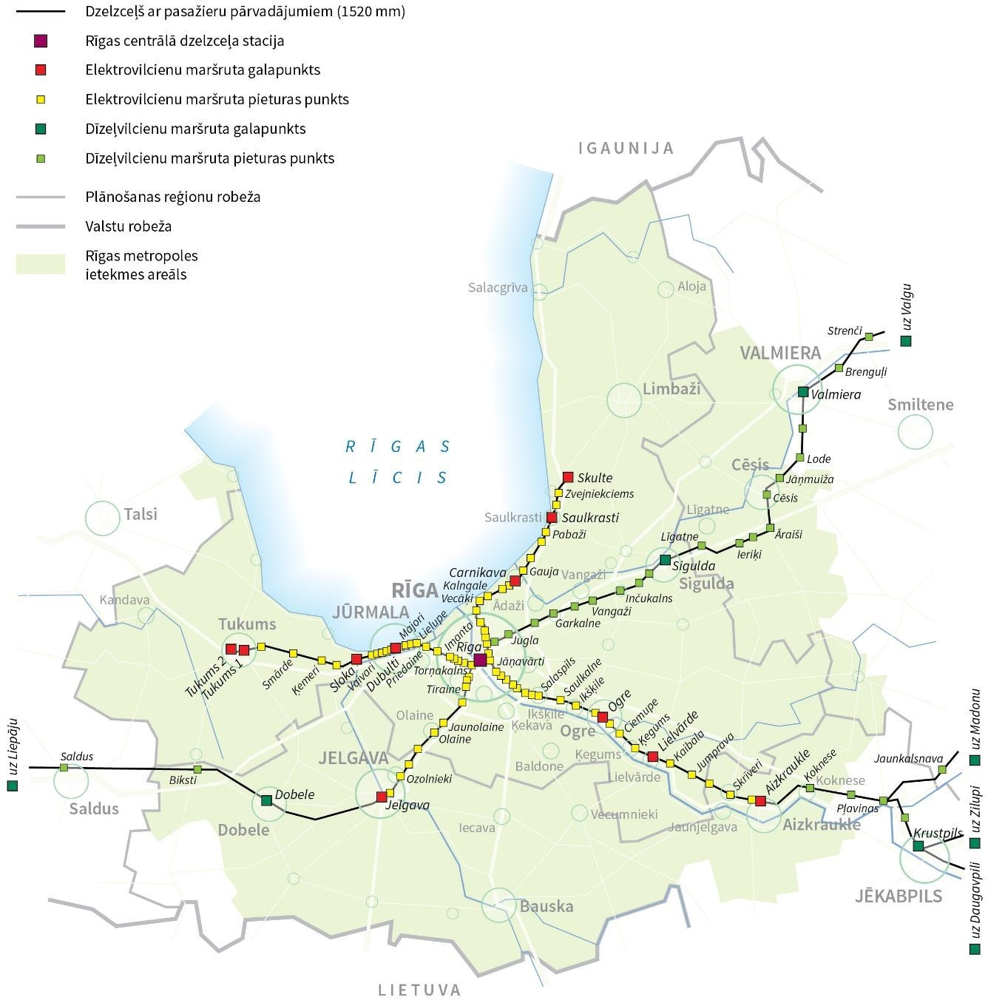 Dzelzceļš ar pasažieru pārvadājumiem (1520 mm)
Rīgas centrālā dzelzceļa stacija
Elektrovilcienu maršruta galapunkts
Elektrovilcienu maršruta pieturas punkts
Dīzeļvilcienu maršruta galapunkts
Dīzeļvilcienu maršruta pieturas punkts
Plānošanas reģionu robeža
Valstu robeža
Rīgas metropoles
ietekmes areāls
IGAUNIJA
Salacgrīva
Aloja
uz Valgu
Strenči
VALMIERA
Brenguļi
Limbaži
Valmiera
Smiltene
RĪGAS
LĪCIS
Lode
Cēsis
Jāņmuiža
Skulte
Zvejniekciems
Cēsis
Talsi
Saulkrasti
Saulkrasti
Līgatne
Pabaži
Līgatne
Āraiši
Ieriķi
Sigulda
Carnikava
Gauja
Vangaži
Sigulda
Kalngale
RĪGA
Vecāķi
Inčukalns
Kandava
Ādaži
Vangaži
JŪRMALA
Garkalne
Tukums
Majori
Lielupe
Imanta
Jugla
Rīga
Jāņavārti
Tukums 2
Tukums 1
Smārde
Ķemeri
Sloka
Vaivari
Dubulti
Priedaine
Torņakalns
Tīraine
Salaspils
Saulkalne
Ikšķile
Ogre
Olaine
Ikšķile
Ķekava
Ciemupe
Jaunolaine
Olaine
Ogre
Ķegums
Lielvārde
Kaibala
Jumprava
uz Liepāju
Saldus
JELGAVA
Baldone
Ķegums
Lielvārde
Skrīveri
Aizkraukle
Koknese
Koknese
Jaunkalsnava
uz Madonu
Biksti
Ozolnieki
Dobele
Jelgava
Saldus
Dobele
Iecava
Vecumnieki
Jaunjelgava
Aizkraukle
Pļaviņas
Krustpils
uz Zilupi
JĒKABPILS
uz Daugavpili
Bauska
LIETUVA